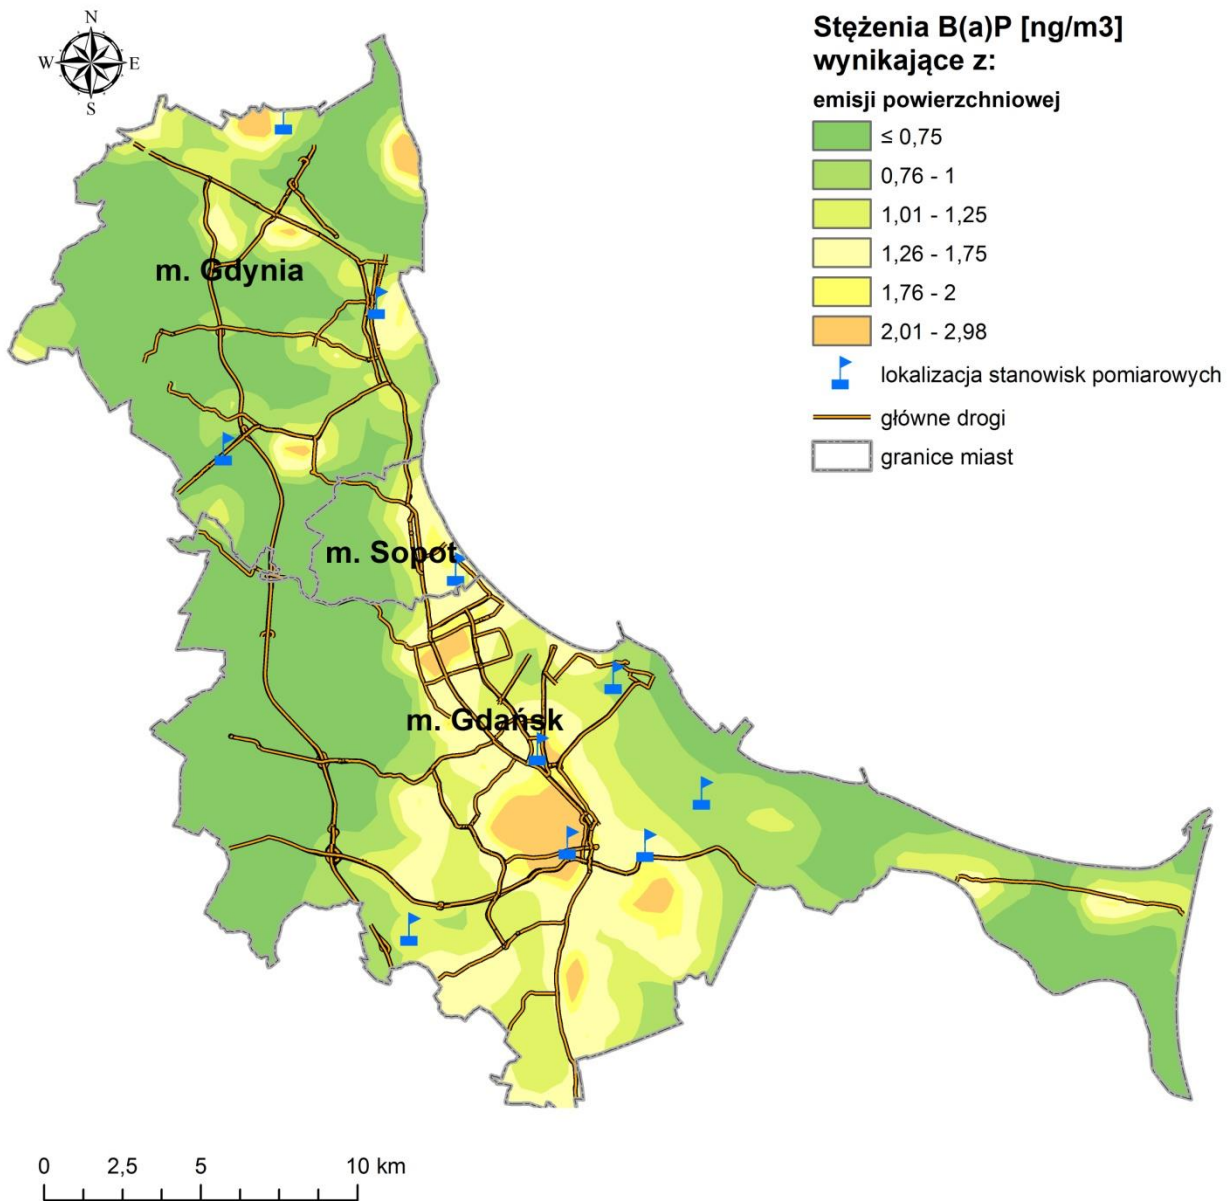 N
W E
S
Stężenia B(a)P [ng/m3]
wynikające z:
emisji powierzchniowej
≤ 0,75
0,76 - 1
1,01 - 1,25
1,26 - 1,75
1,76 - 2
2,01 - 2,98
lokalizacja stanowisk pomiarowych
główne drogi
granice miast
m. Gdynia
m. Sopot
m. Gdańsk
0 2,5 5 10 km